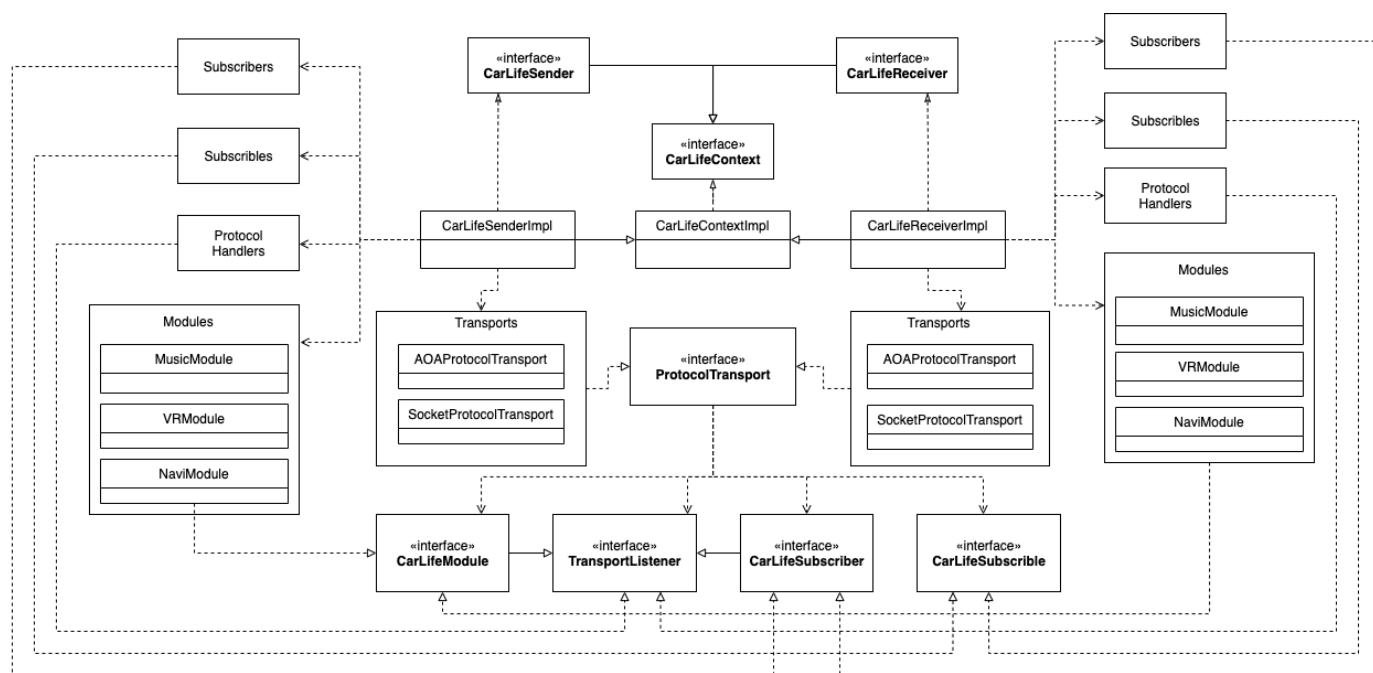 Subscribers
«interface»
CarLifeSender
«interface»
CarLifeReceiver
Subscribers
Subscribles
«interface»
CarLifeContext
Subscribles
Protocol
Handlers
Protocol
Handlers
CarLifeSenderImpl
CarLifeContextImpl
CarLifeReceiverImpl
Modules
MusicModule
VRModule
NaviModule
Transports
AOAProtocolTransport
SocketProtocolTransport
«interface»
ProtocolTransport
Transports
AOAProtocolTransport
SocketProtocolTransport
Modules
MusicModule
VRModule
NaviModule
«interface»
CarLifeModule
«interface»
TransportListener
«interface»
CarLifeSubscriber
«interface»
CarLifeSubscrible